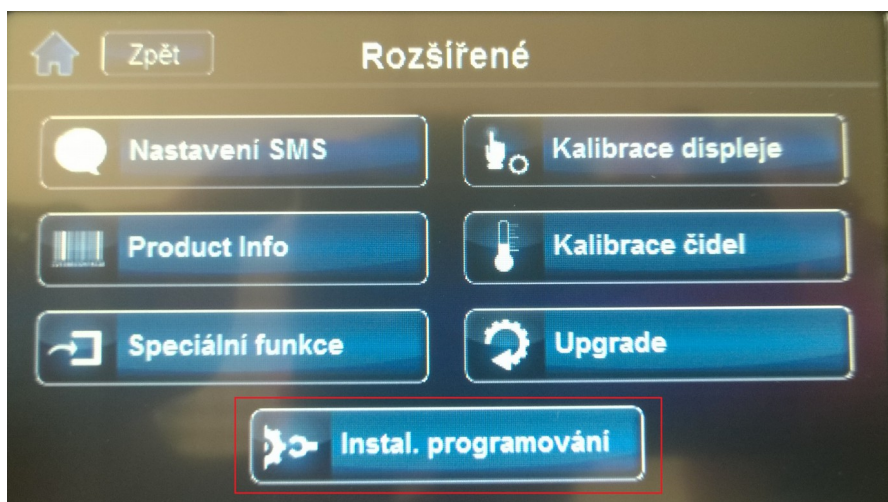 Zpět
Rozšířené
Nastavení SMS
Kalibrace displeje
Product Info
Kalibrace čidel
Speciální funkce
Upgrade
Instal. programování